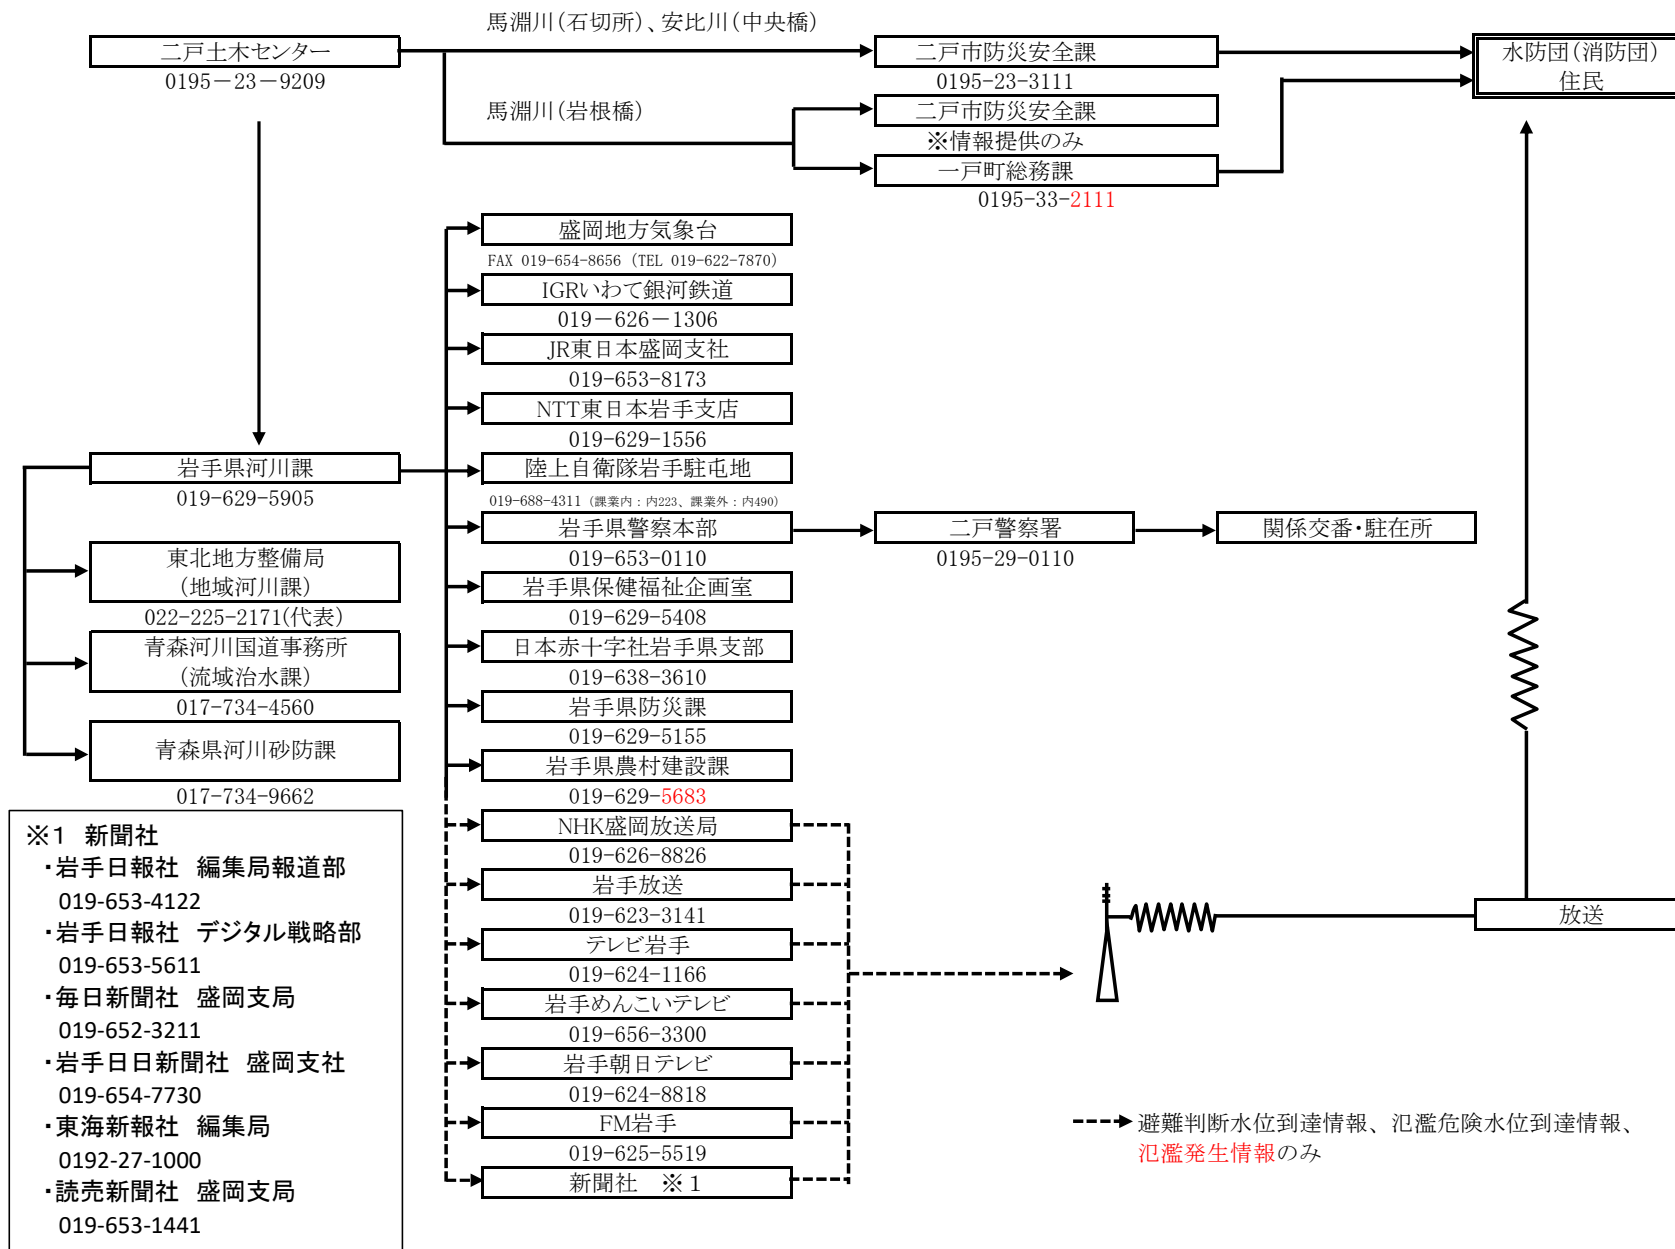 馬淵川(石切所)、安比川(中央橋)
二戸土木センター
0195－23－9209
二戸市防災安全課
0195-23-3111
水防団(消防団)
住民
馬淵川(岩根橋)
二戸市防災安全課
※情報提供のみ
一戸町総務課
0195-33-2111
盛岡地方気象台
FAX 019-654-8656 (TEL 019-622-7870)
IGRいわて銀河鉄道
019－626－1306
JR東日本盛岡支社
019-653-8173
NTT東日本岩手支店
019-629-1556
陸上自衛隊岩手駐屯地
019-688-4311 (課業内：内223、課業外：内490)
岩手県警察本部
019-653-0110
二戸警察署
0195-29-0110
関係交番・駐在所
岩手県保健福祉企画室
019-629-5408
日本赤十字社岩手県支部
019-638-3610
岩手県防災課
019-629-5155
岩手県農村建設課
019-629-5683
NHK盛岡放送局
019-626-8826
岩手放送
019-623-3141
テレビ岩手
019-624-1166
岩手めんこいテレビ
019-656-3300
岩手朝日テレビ
019-624-8818
FM岩手
019-625-5519
新聞社　※１
岩手県河川課
019-629-5905
東北地方整備局
(地域河川課)
022-225-2171(代表)
青森河川国道事務所
(流域治水課)
017-734-4560
青森県河川砂防課
017-734-9662
※1　新聞社
・岩手日報社　編集局報道部
019-653-4122
・岩手日報社　デジタル戦略部
019-653-5611
・毎日新聞社　盛岡支局
019-652-3211
・岩手日日新聞社　盛岡支社
019-654-7730
・東海新報社　編集局
0192-27-1000
・読売新聞社　盛岡支局
019-653-1441
放送
避難判断水位到達情報、氾濫危険水位到達情報、
氾濫発生情報のみ